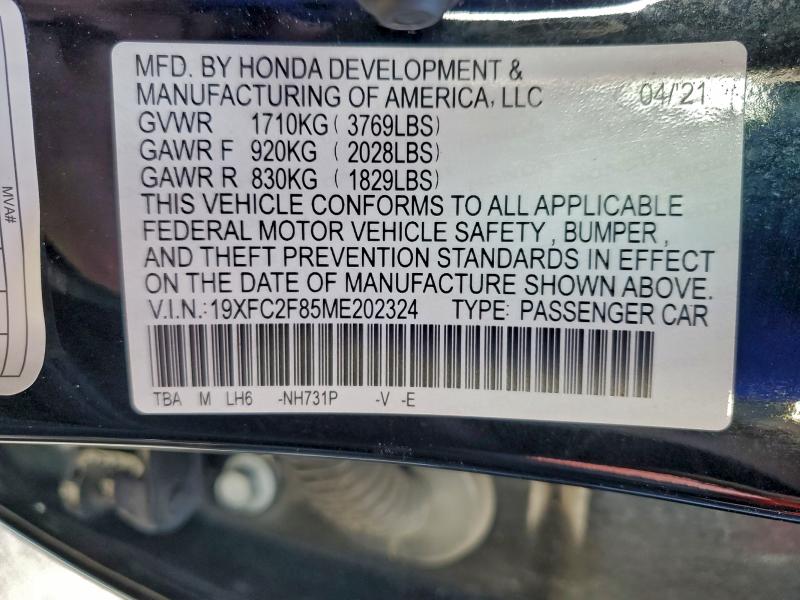 MFD. BY HONDA DEVELOPMENT &
MANUFACTURING OF AMERICA, LLC 04/'21
GVWR 1710KG ( 3769LBS)
GAWR F 920KG ( 2028LBS)
GAWR R 830KG ( 1829LBS)
THIS VEHICLE CONFORMS TO ALL APPLICABLE
FEDERAL MOTOR VEHICLE SAFETY , BUMPER ,
AND THEFT PREVENTION STANDARDS IN EFFECT
ON THE DATE OF MANUFACTURE SHOWN ABOVE.
V.I.N.: 19XFC2F85ME202324 TYPE: PASSENGER CAR
TBA M LH6 -NH731P -V -E
MVA#